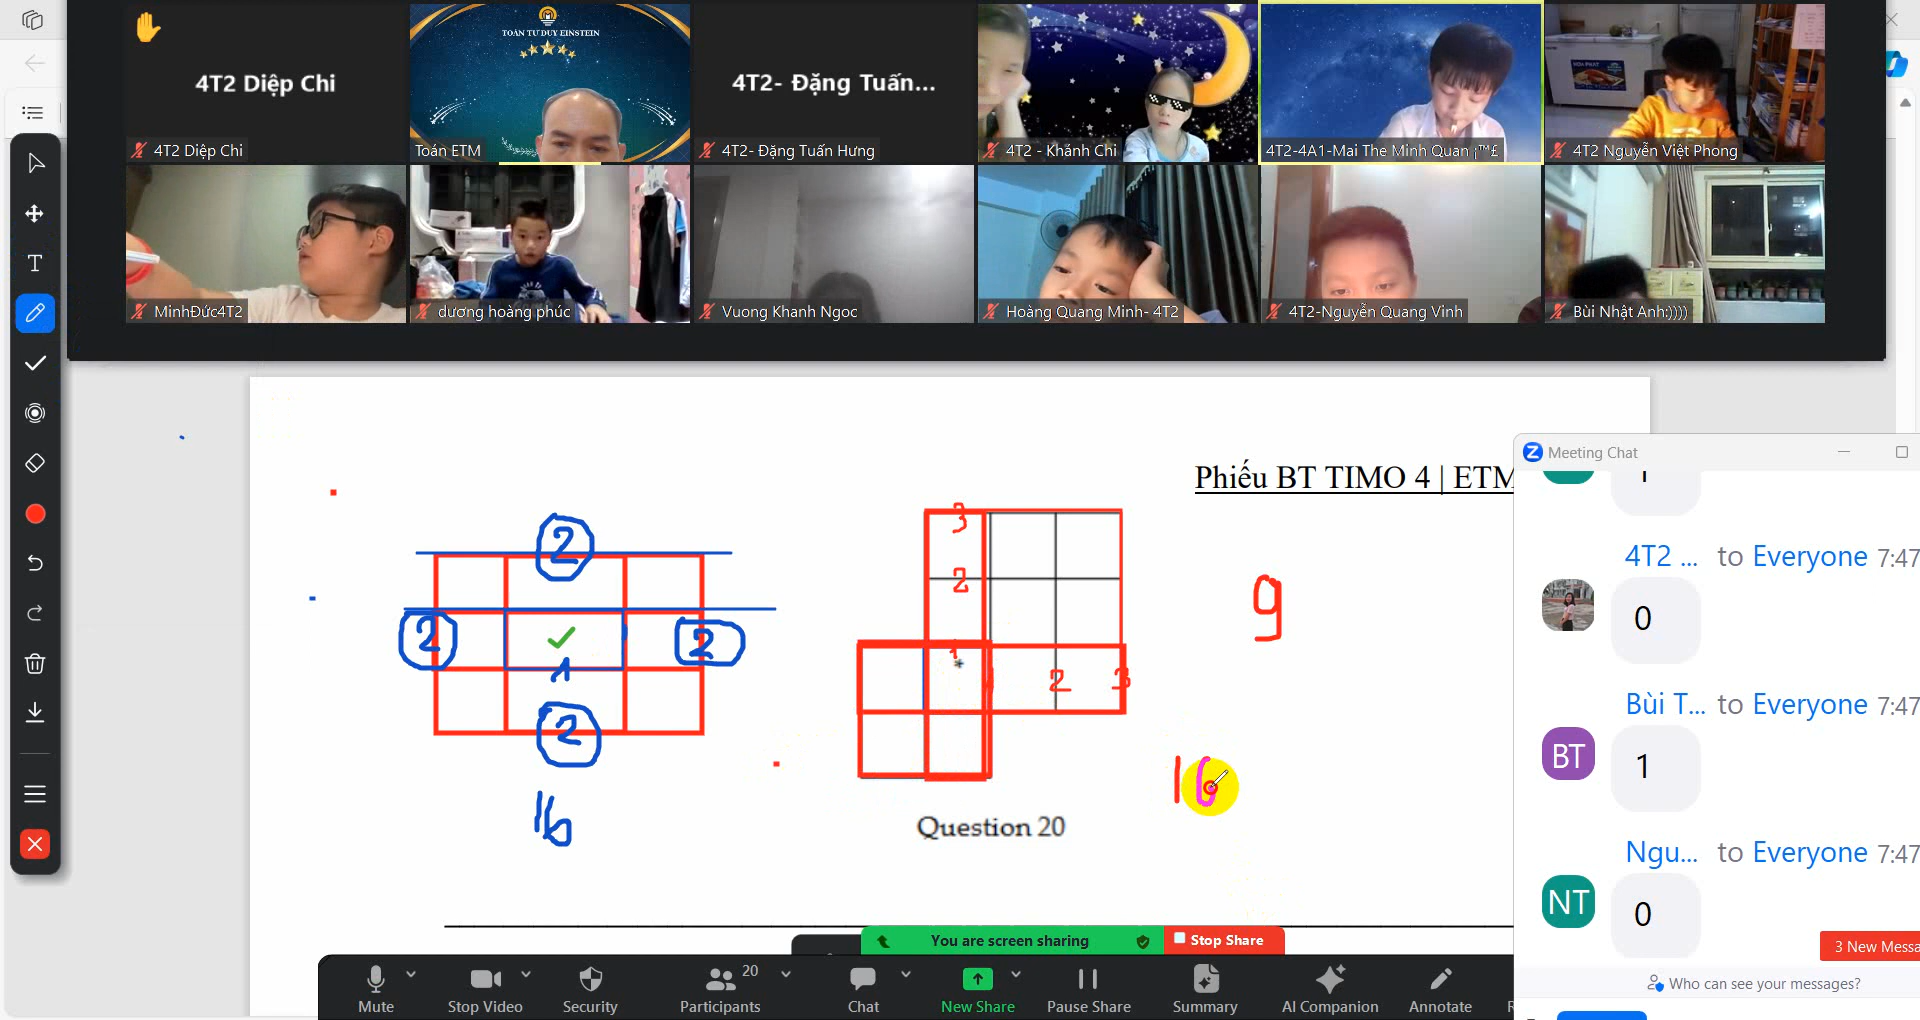 4T2 Diệp Chi
4T2 Diệp Chi
TOÁN TƯ DUY EINSTEIN
Toán ETM
4T2- Đặng Tuấn...
4T2- Đặng Tuấn Hưng
4T2 - Khánh Chi
4T2-4A1-Mai The Minh Quan ¡™£
4T2 Nguyễn Việt Phong
MinhĐức4T2
dương hoàng phúc
Vuong Khanh Ngoc
Hoàng Quang Minh- 4T2
4T2-Nguyễn Quang Vinh
Bùi Nhật Anh:))))
Phiếu BT TIMO 4 | ETM
2
2
1
2
2
16
3
2
1
*
1
2
3
9
16
Question 20
Meeting Chat
1
4T2 ... to Everyone 7:47
0
Bùi T... to Everyone 7:47
BT
1
Ngu... to Everyone 7:47
NT
0
3 New Messa
Who can see your messages?
You are screen sharing
Stop Share
Mute
Stop Video
Security
Participants 20
Chat
New Share
Pause Share
Summary
AI Companion
Annotate